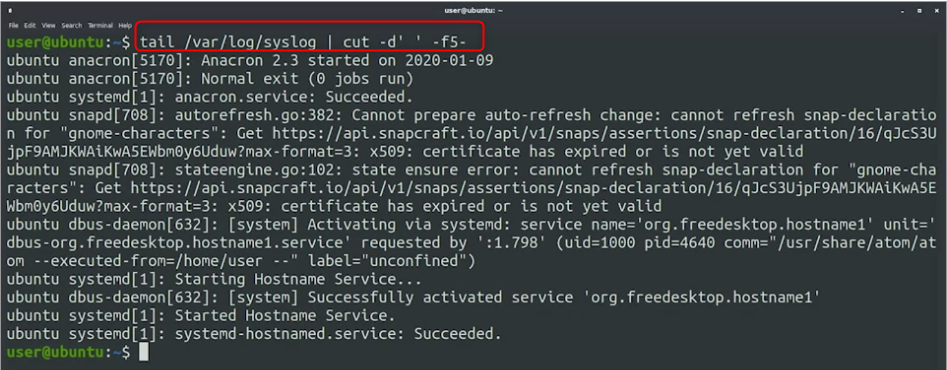 user@ubuntu: ~
File Edit View Search Terminal Help
user@ubuntu:~$ tail /var/log/syslog | cut -d' ' -f5-
ubuntu anacron[5170]: Anacron 2.3 started on 2020-01-09
ubuntu anacron[5170]: Normal exit (0 jobs run)
ubuntu systemd[1]: anacron.service: Succeeded.
ubuntu snapd[708]: autorefresh.go:382: Cannot prepare auto-refresh change: cannot refresh snap-declaratio
n for "gnome-characters": Get https://api.snapcraft.io/api/v1/snaps/assertions/snap-declaration/16/qJcS3U
jpF9AMJKWAiKwA5EWbm0y6Uduw?max-format=3: x509: certificate has expired or is not yet valid
ubuntu snapd[708]: stateengine.go:102: state ensure error: cannot refresh snap-declaration for "gnome-cha
racters": Get https://api.snapcraft.io/api/v1/snaps/assertions/snap-declaration/16/qJcS3UjpF9AMJKWAiKwA5E
Wbm0y6Uduw?max-format=3: x509: certificate has expired or is not yet valid
ubuntu dbus-daemon[632]: [system] Activating via systemd: service name='org.freedesktop.hostname1' unit='
dbus-org.freedesktop.hostname1.service' requested by ':1.798' (uid=1000 pid=4640 comm="/usr/share/atom/at
om --executed-from=/home/user --" label="unconfined")
ubuntu systemd[1]: Starting Hostname Service...
ubuntu dbus-daemon[632]: [system] Successfully activated service 'org.freedesktop.hostname1'
ubuntu systemd[1]: Started Hostname Service.
ubuntu systemd[1]: systemd-hostnamed.service: Succeeded.
user@ubuntu:~$